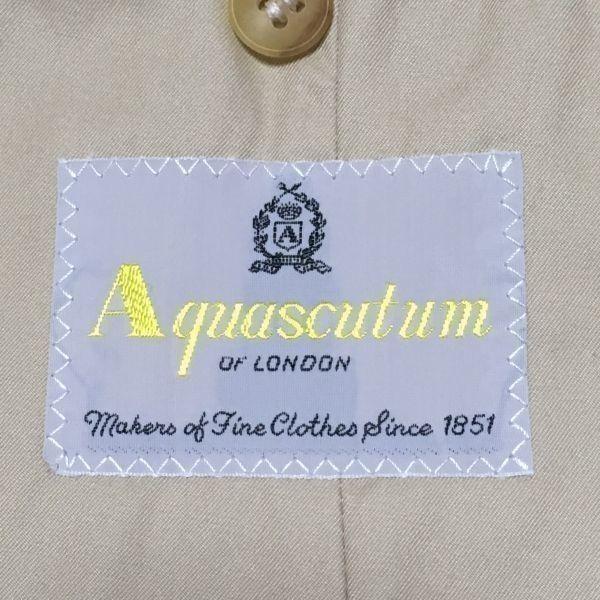 A
Aquascutum
OF LONDON
Makers of Fine Clothes Since 1851